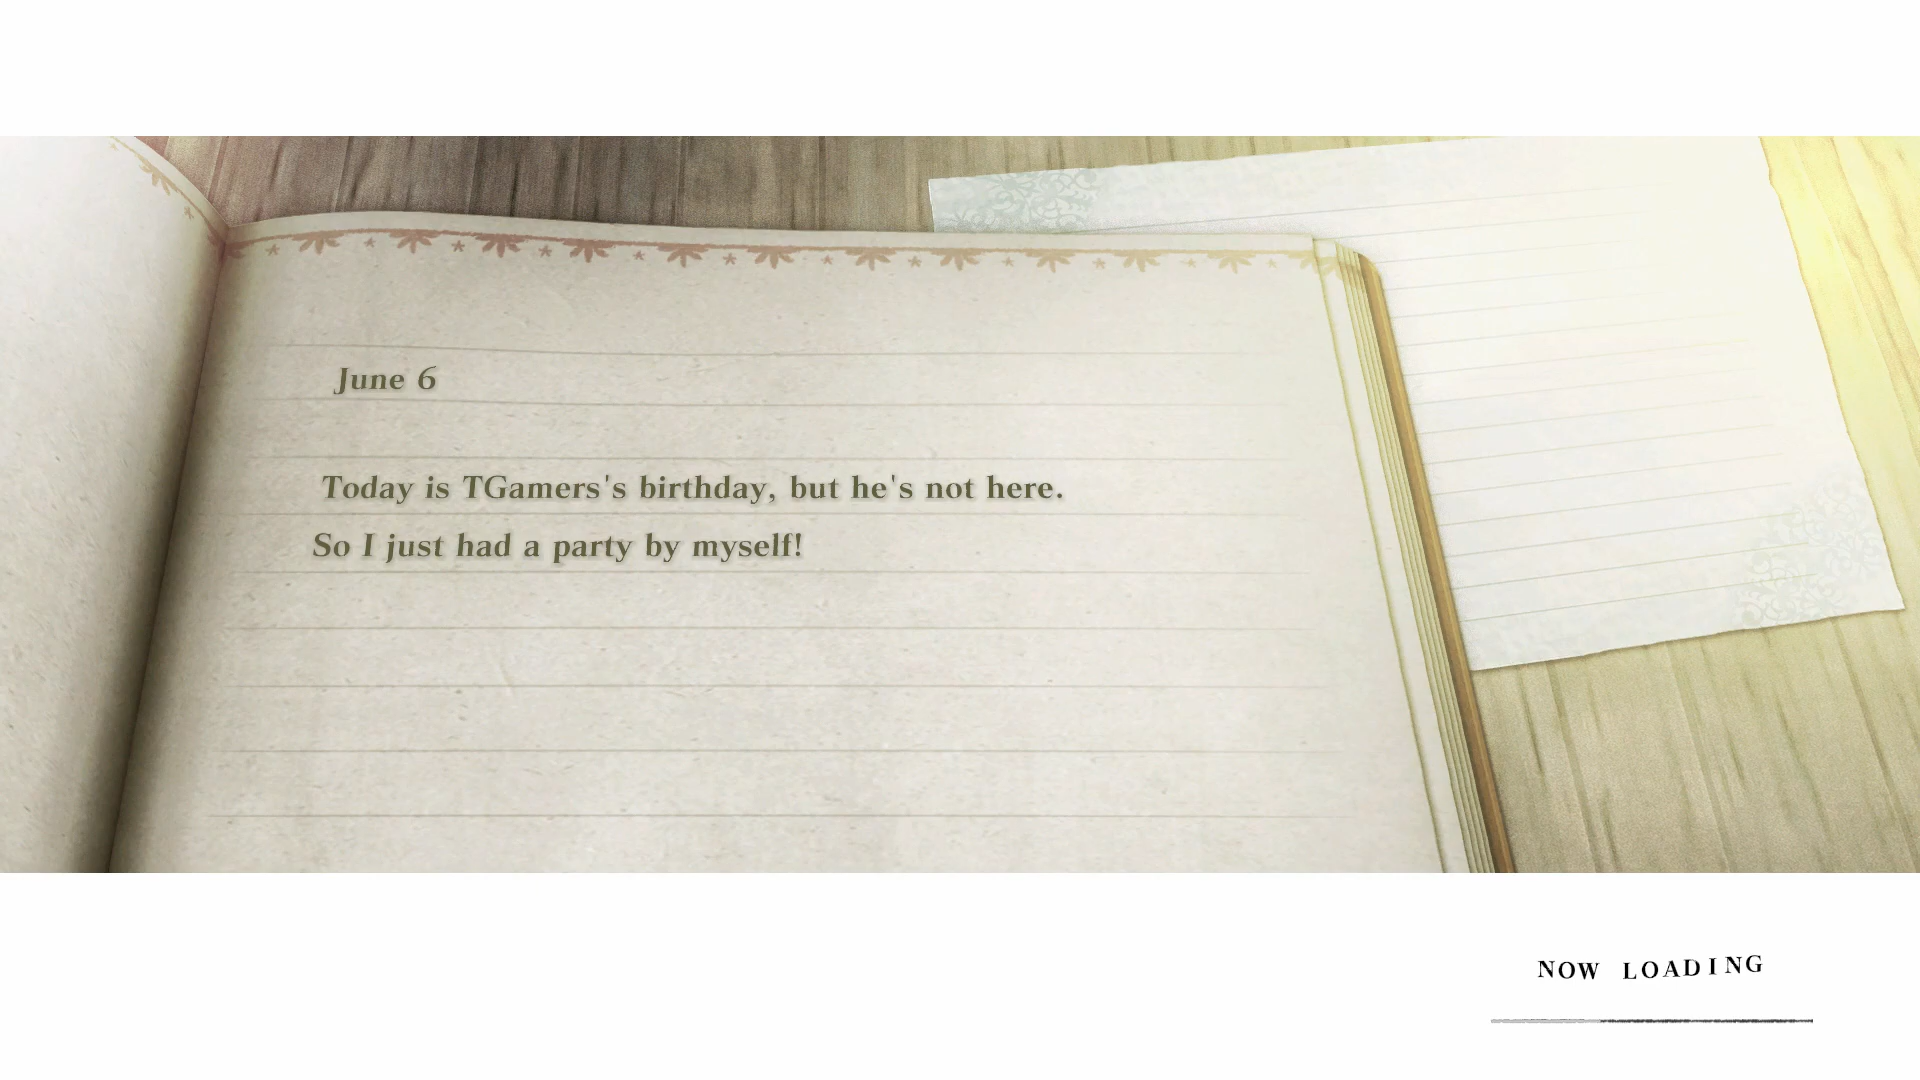 June 6
Today is TGamers's birthday, but he's not here.
So I just had a party by myself!
NOW LOADING